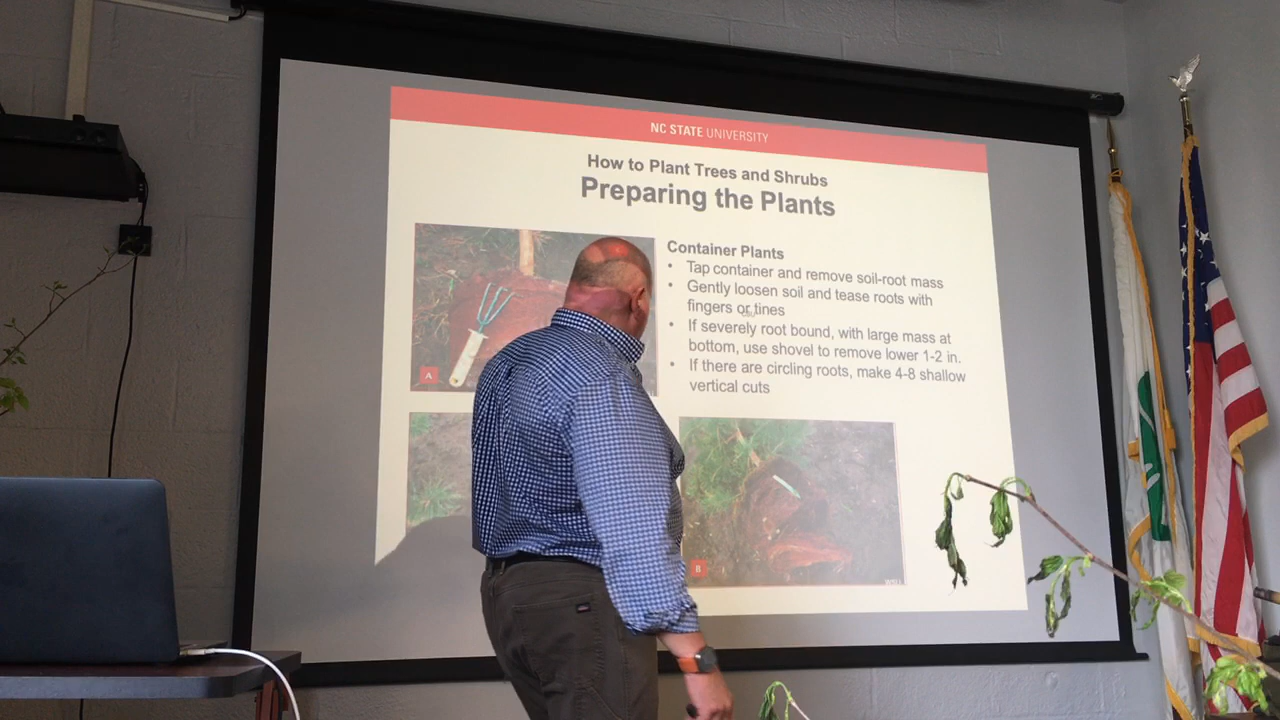 NC STATE UNIVERSITY
How to Plant Trees and Shrubs
Preparing the Plants
Container Plants
• Tap container and remove soil-root mass
• Gently loosen soil and tease roots with
fingers or tines
• If severely root bound, with large mass at
bottom, use shovel to remove lower 1-2 in.
• If there are circling roots, make 4-8 shallow
vertical cuts
A
B